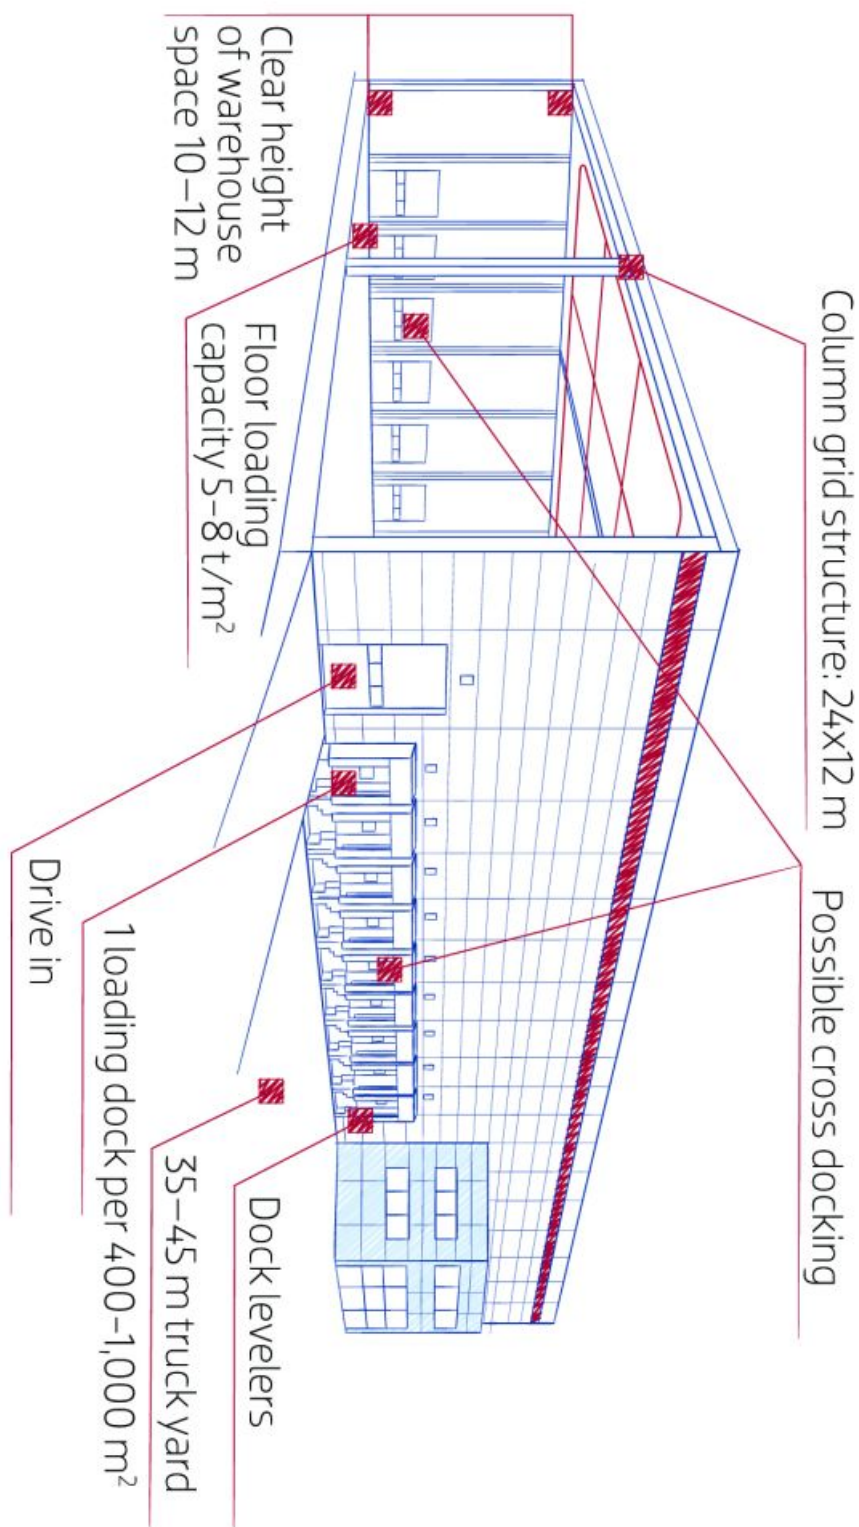 Column grid structure: 24x12 m
Possible cross docking
Clear height
of warehouse
space 10–12 m
Floor loading
capacity 5–8 t/m²
Dock levelers
35–45 m truck yard
1 loading dock per 400–1,000 m²
Drive in